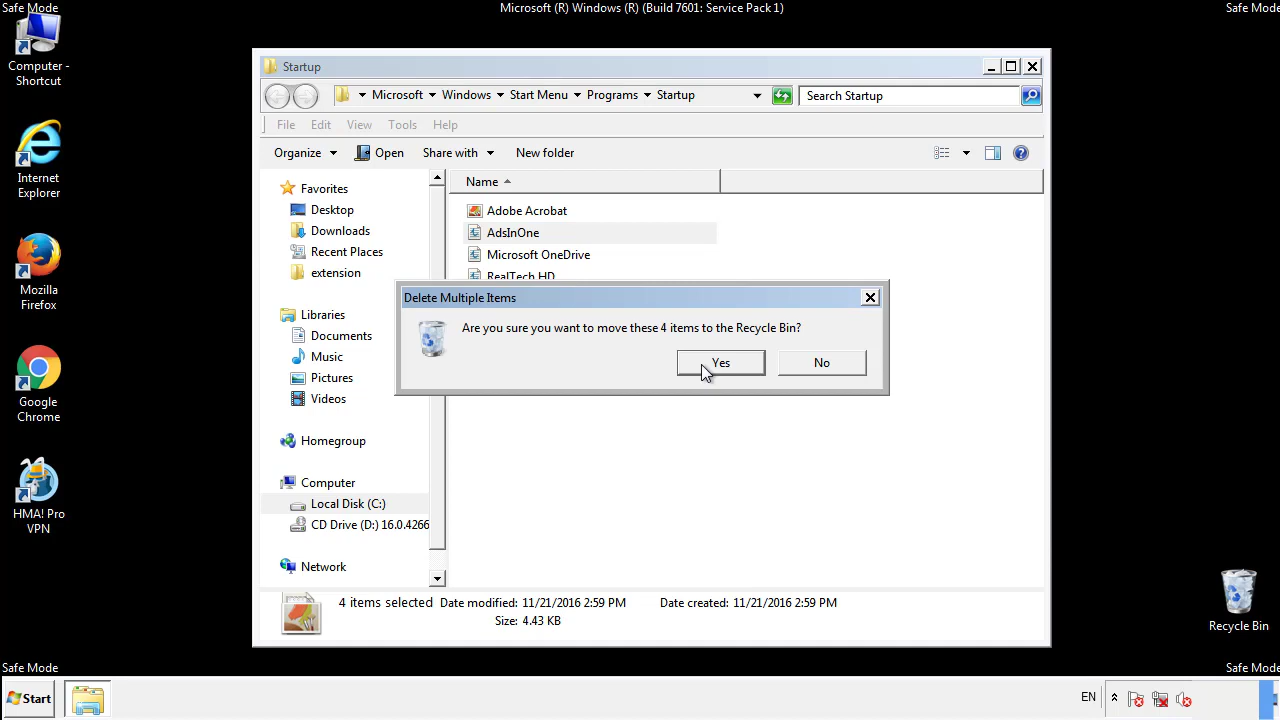 Safe Mode
Microsoft (R) Windows (R) (Build 7601: Service Pack 1)
Safe Mode
Computer -
Shortcut
Internet
Explorer
Mozilla
Firefox
Google
Chrome
HMA! Pro
VPN
Startup
Microsoft
Windows
Start Menu
Programs
Startup
Search Startup
File
Edit
View
Tools
Help
Organize
Open
Share with
New folder
Favorites
Desktop
Downloads
Recent Places
extension
Libraries
Documents
Music
Pictures
Videos
Homegroup
Computer
Local Disk (C:)
CD Drive (D:) 16.0.4266
Network
Name
Adobe Acrobat
AdsInOne
Microsoft OneDrive
RealTech HD
Delete Multiple Items
Are you sure you want to move these 4 items to the Recycle Bin?
Yes
No
4 items selected
Date modified: 11/21/2016 2:59 PM
Date created: 11/21/2016 2:59 PM
Size: 4.43 KB
Recycle Bin
Safe Mode
Safe Mode
Start
EN